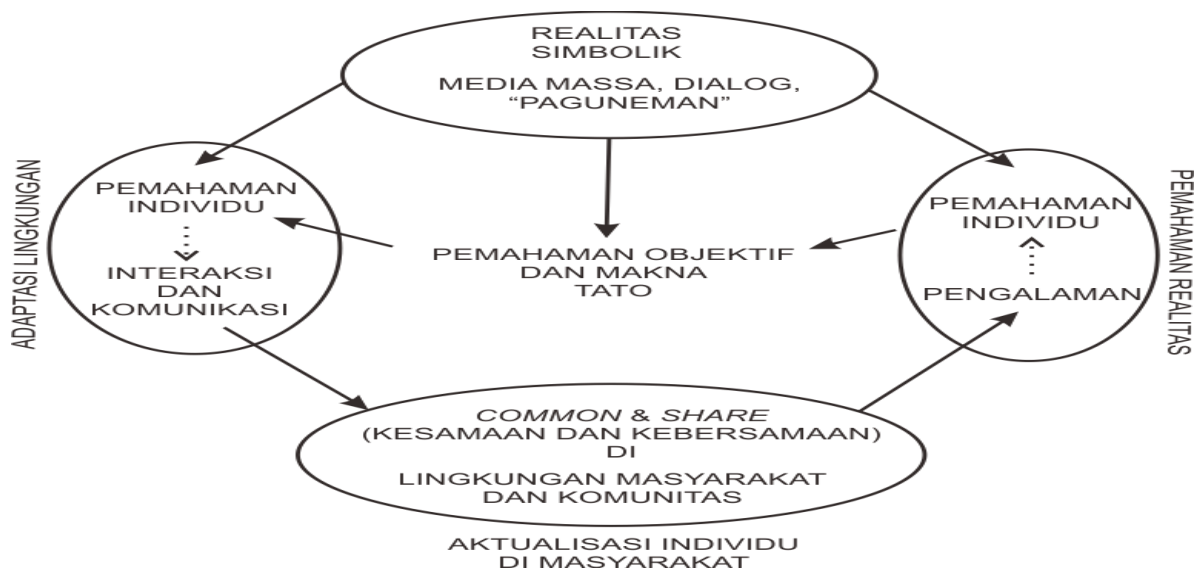 REALITAS
SIMBOLIK
MEDIA MASSA, DIALOG,
“PAGUNEMAN”
ADAPTASI LINGKUNGAN
PEMAHAMAN
INDIVIDU
INTERAKSI
DAN
KOMUNIKASI
PEMAHAMAN OBJEKTIF
DAN MAKNA
TATO
PEMAHAMAN
INDIVIDU
PENGALAMAN
PEMAHAMAN REALITAS
COMMON & SHARE
(KESAMAAN DAN KEBERSAMAAN)
DI
LINGKUNGAN MASYARAKAT
DAN KOMUNITAS
AKTUALISASI INDIVIDU
DI MASYARAKAT